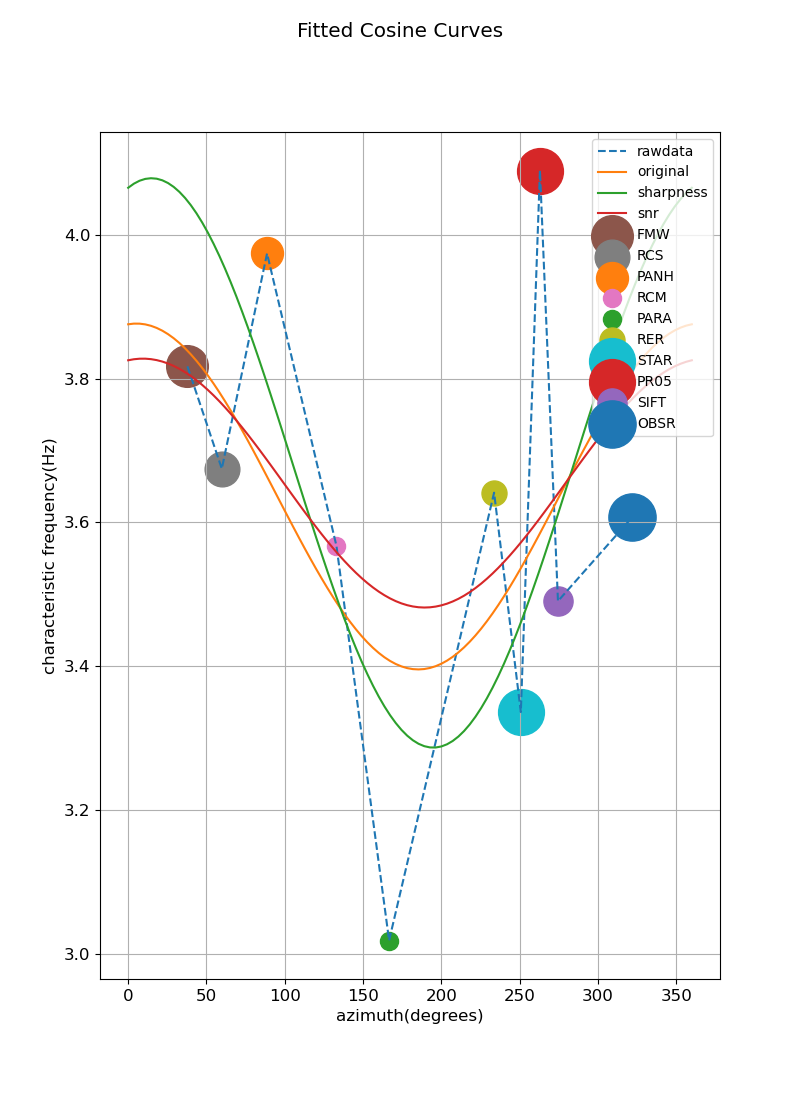 Fitted Cosine Curves
rawdata
original
sharpness
snr
FMW
RCS
PANH
RCM
PARA
RER
STAR
PR05
SIFT
OBSR
characteristic frequency(Hz)
4.0
3.8
3.6
3.4
3.2
3.0
0 50 100 150 200 250 300 350
azimuth(degrees)